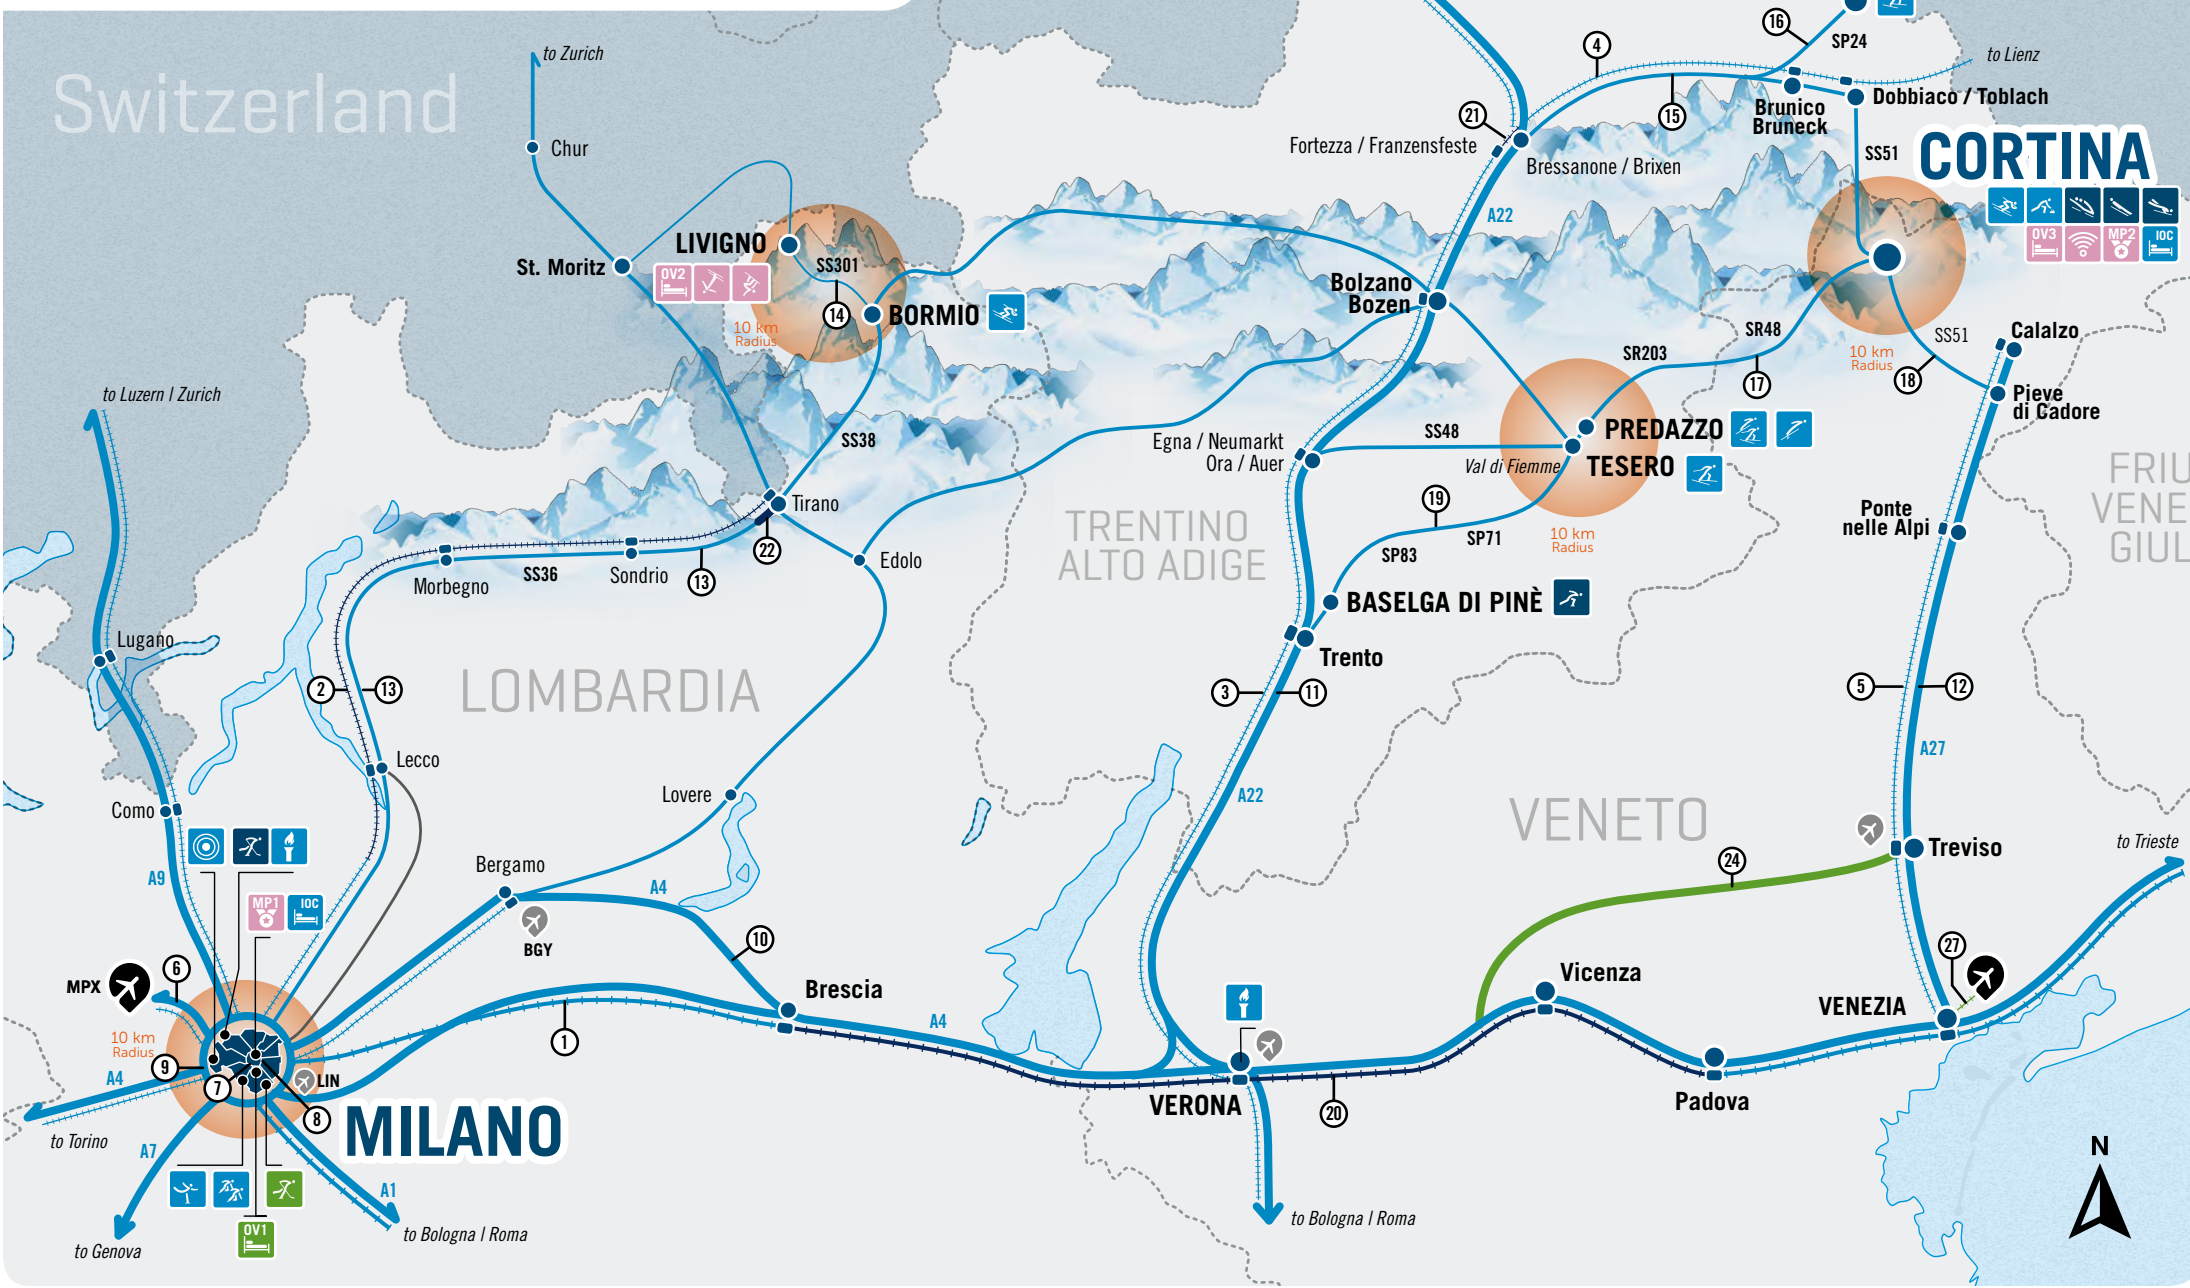 16
SP24
4
to Zurich
to Lienz
Switzerland
Brunico
Bruneck
Dobbiaco / Toblach
21
15
Chur
Fortezza / Franzensfeste
Bressanone / Brixen
SS51
CORTINA
OV3
MP2
IOC
A22
LIVIGNO
St. Moritz
OV2
SS301
14
BORMIO
10 km
Radius
Bolzano
Bozen
SR48
SS51
Calalzo
SR203
17
10 km
Radius
18
Pieve
di Cadore
to Luzern / Zurich
SS38
Egna / Neumarkt
Ora / Auer
SS48
PREDAZZO
Val di Fiemme
TESERO
FRIU
VENE
GIUL
Tirano
22
19
SP71
SP83
10 km
Radius
TRENTINO
ALTO ADIGE
Ponte
nelle Alpi
Morbegno
SS36
Sondrio
13
Edolo
BASELGA DI PINÈ
Lugano
Trento
2
13
LOMBARDIA
3
11
5
12
Lecco
A27
Lovere
A22
Como
VENETO
Treviso
to Trieste
24
A9
Bergamo
A4
BGY
MP1
IOC
10
27
MPX
6
Brescia
Vicenza
VENEZIA
10 km
Radius
1
A4
9
7
LIN
A4
8
MILANO
VERONA
20
Padova
to Torino
A7
A1
N
OV1
to Genova
to Bologna / Roma
to Bologna / Roma